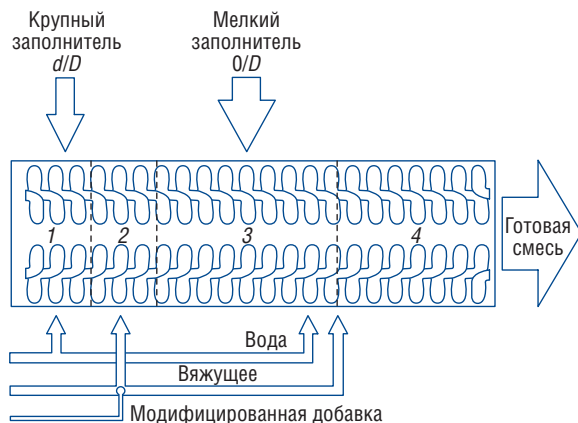 Крупный
заполнитель
d/D
Мелкий
заполнитель
0/D
1
2
3
4
Готовая
смесь
Вода
Вяжущее
Модифицированная добавка